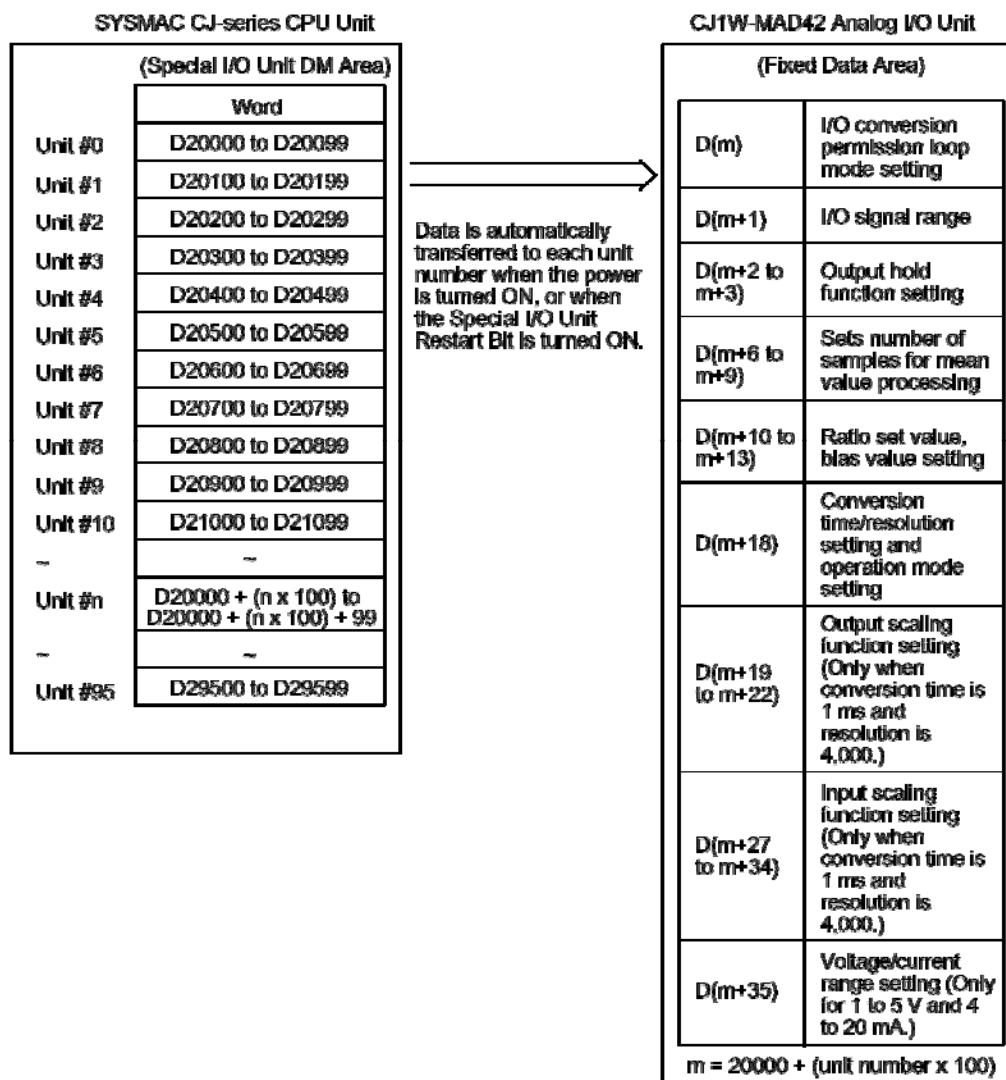 SYSMAC CJ-series CPU Unit
(Special I/O Unit DM Area)
Word
Unit #0 D20000 to D20099
Unit #1 D20100 to D20199
Unit #2 D20200 to D20299
Unit #3 D20300 to D20399
Unit #4 D20400 to D20499
Unit #5 D20500 to D20599
Unit #6 D20600 to D20699
Unit #7 D20700 to D20799
Unit #8 D20800 to D20899
Unit #9 D20900 to D20999
Unit #10 D21000 to D21099
~ ~
Unit #n D20000 + (n x 100) to
D20000 + (n x 100) + 99
~ ~
Unit #95 D29500 to D29599
Data is automatically
transferred to each unit
number when the power
is turned ON, or when
the Special I/O Unit
Restart Bit is turned ON.
CJ1W-MAD42 Analog I/O Unit
(Fixed Data Area)
D(m)
I/O conversion
permission loop
mode setting
D(m+1)
I/O signal range
D(m+2 to
m+3)
Output hold
function setting
D(m+6 to
m+9)
Sets number of
samples for mean
value processing
D(m+10 to
m+13)
Ratio set value,
bias value setting
D(m+18)
Conversion
time/resolution
setting and
operation mode
setting
D(m+19
to m+22)
Output scaling
function setting
(Only when
conversion time is
1 ms and
resolution is
4,000.)
D(m+27
to m+34)
Input scaling
function setting
(Only when
conversion time is
1 ms and
resolution is
4,000.)
D(m+35)
Voltage/current
range setting (Only
for 1 to 5 V and 4
to 20 mA.)
m = 20000 + (unit number x 100)